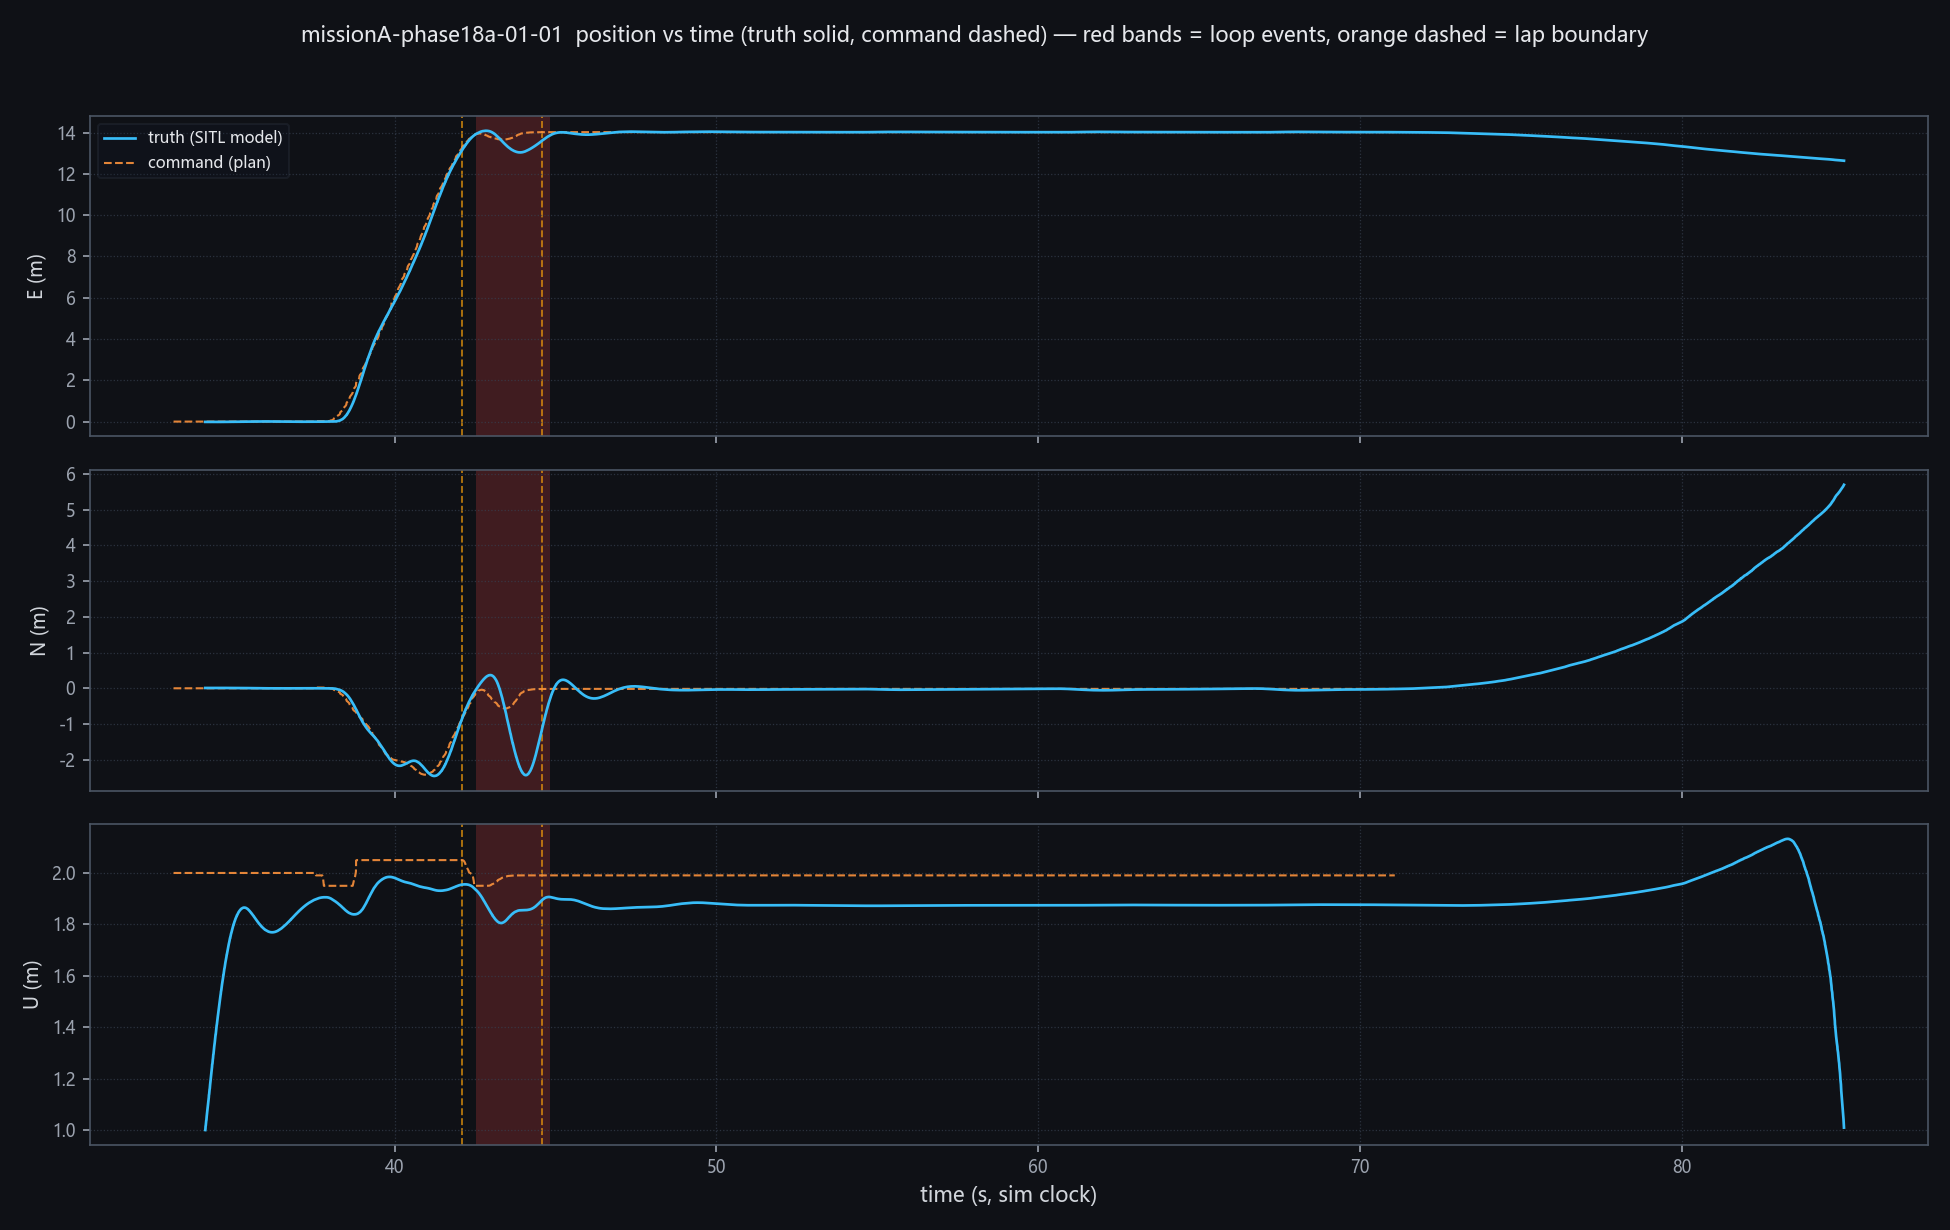 missionA-phase18a-01-01  position vs time (truth solid, command dashed) — red bands = loop events, orange dashed = lap boundary
truth (SITL model)
command (plan)
E (m)
14
12
10
8
6
4
2
0
N (m)
6
5
4
3
2
1
0
-1
-2
U (m)
2.0
1.8
1.6
1.4
1.2
1.0
40 50 60 70 80
time (s, sim clock)